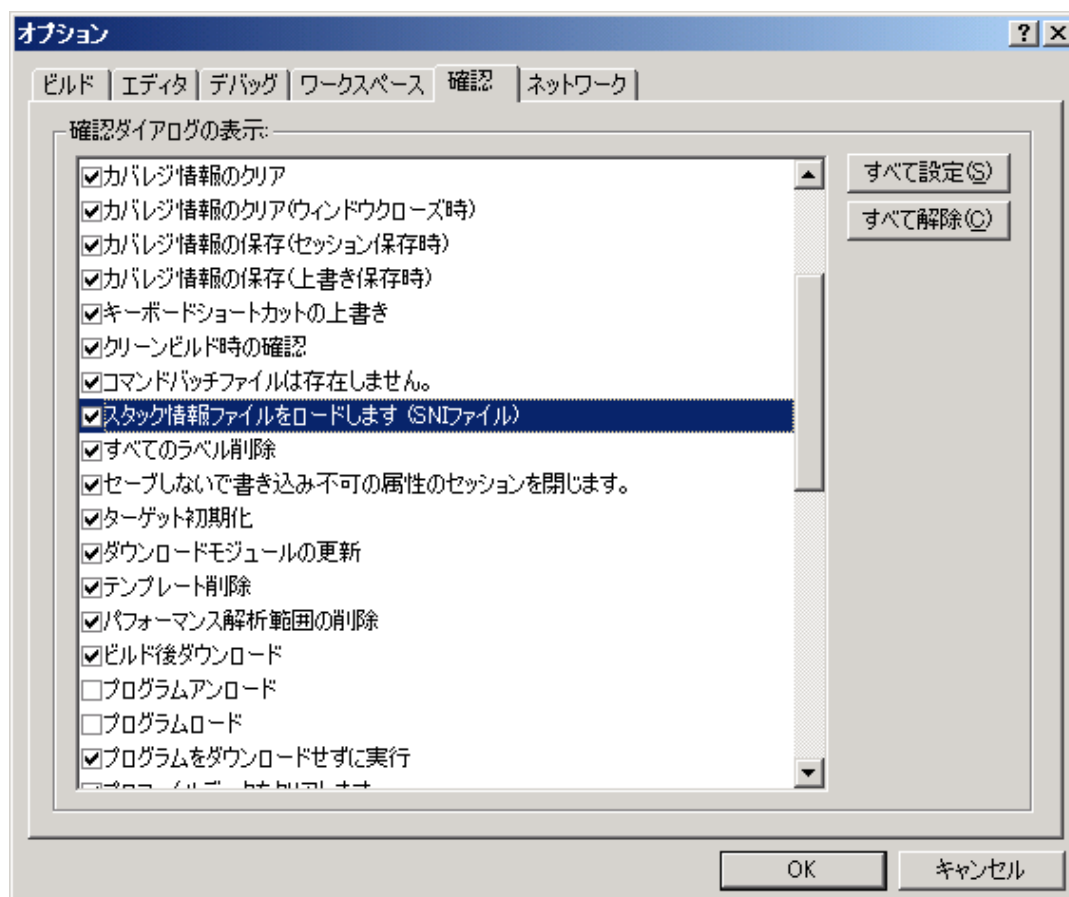 オプション
ビルド エディタ デバッグ ワークスペース 確認 ネットワーク
確認ダイアログの表示:
カバレジ情報のクリア
カバレジ情報のクリア(ウィンドウクローズ時)
カバレジ情報の保存(セッション保存時)
カバレジ情報の保存(上書き保存時)
キーボードショートカットの上書き
クリーンビルド時の確認
コマンドバッチファイルは存在しません。
スタック情報ファイルをロードします (SNIファイル)
すべてのラベル削除
セーブしないで書き込み不可の属性のセッションを閉じます。
ターゲット初期化
ダウンロードモジュールの更新
テンプレート削除
パフォーマンス解析範囲の削除
ビルド後ダウンロード
プログラムアンロード
プログラムロード
プログラムをダウンロードせずに実行
プロファイルデータをクリアします
すべて設定(S)
すべて解除(C)
OK キャンセル